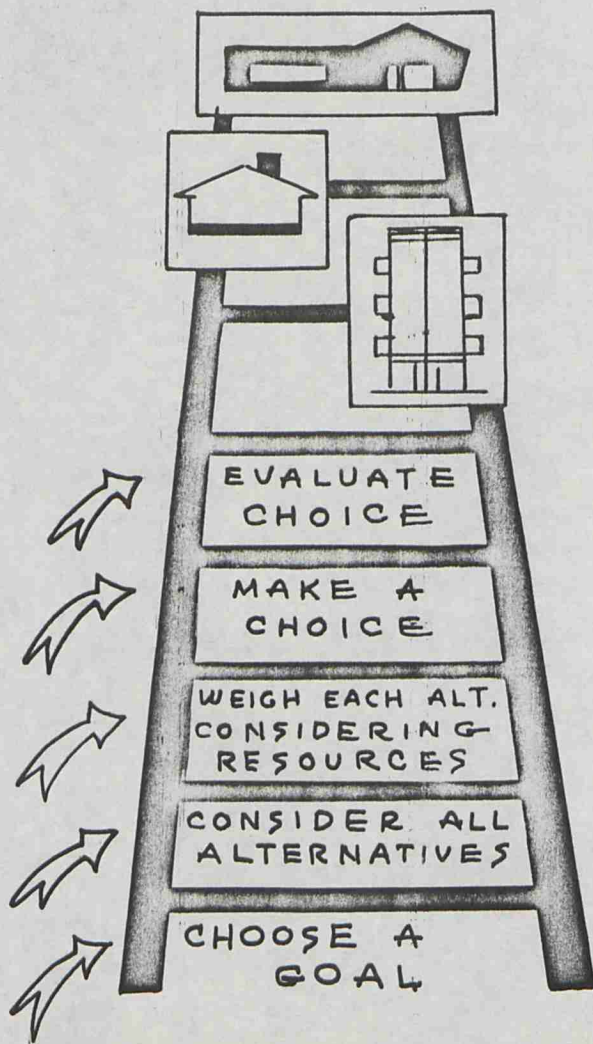 EVALUATE
CHOICE
MAKE A
CHOICE
WEIGH EACH ALT.
CONSIDERING
RESOURCES
CONSIDER ALL
ALTERNATIVES
CHOOSE A
GOAL